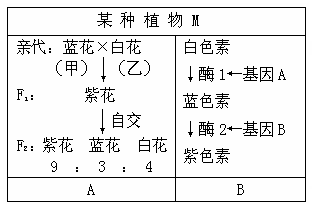 某种植物M
亲代：蓝花×白花
（甲）（乙）
F₁： 紫花
自交
F₂：紫花 蓝花 白花
9 ： 3 ： 4
A
白色素
酶1←基因A
蓝色素
酶2←基因B
紫色素
B